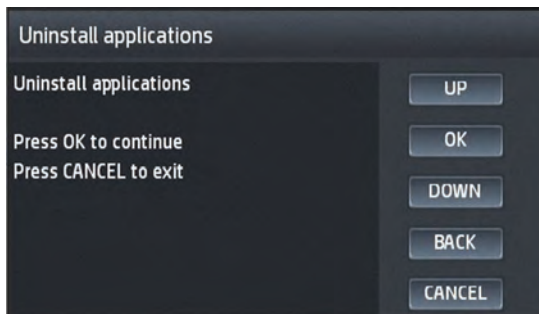 Uninstall applications
Uninstall applications
UP
Press OK to continue
OK
Press CANCEL to exit
DOWN
BACK
CANCEL